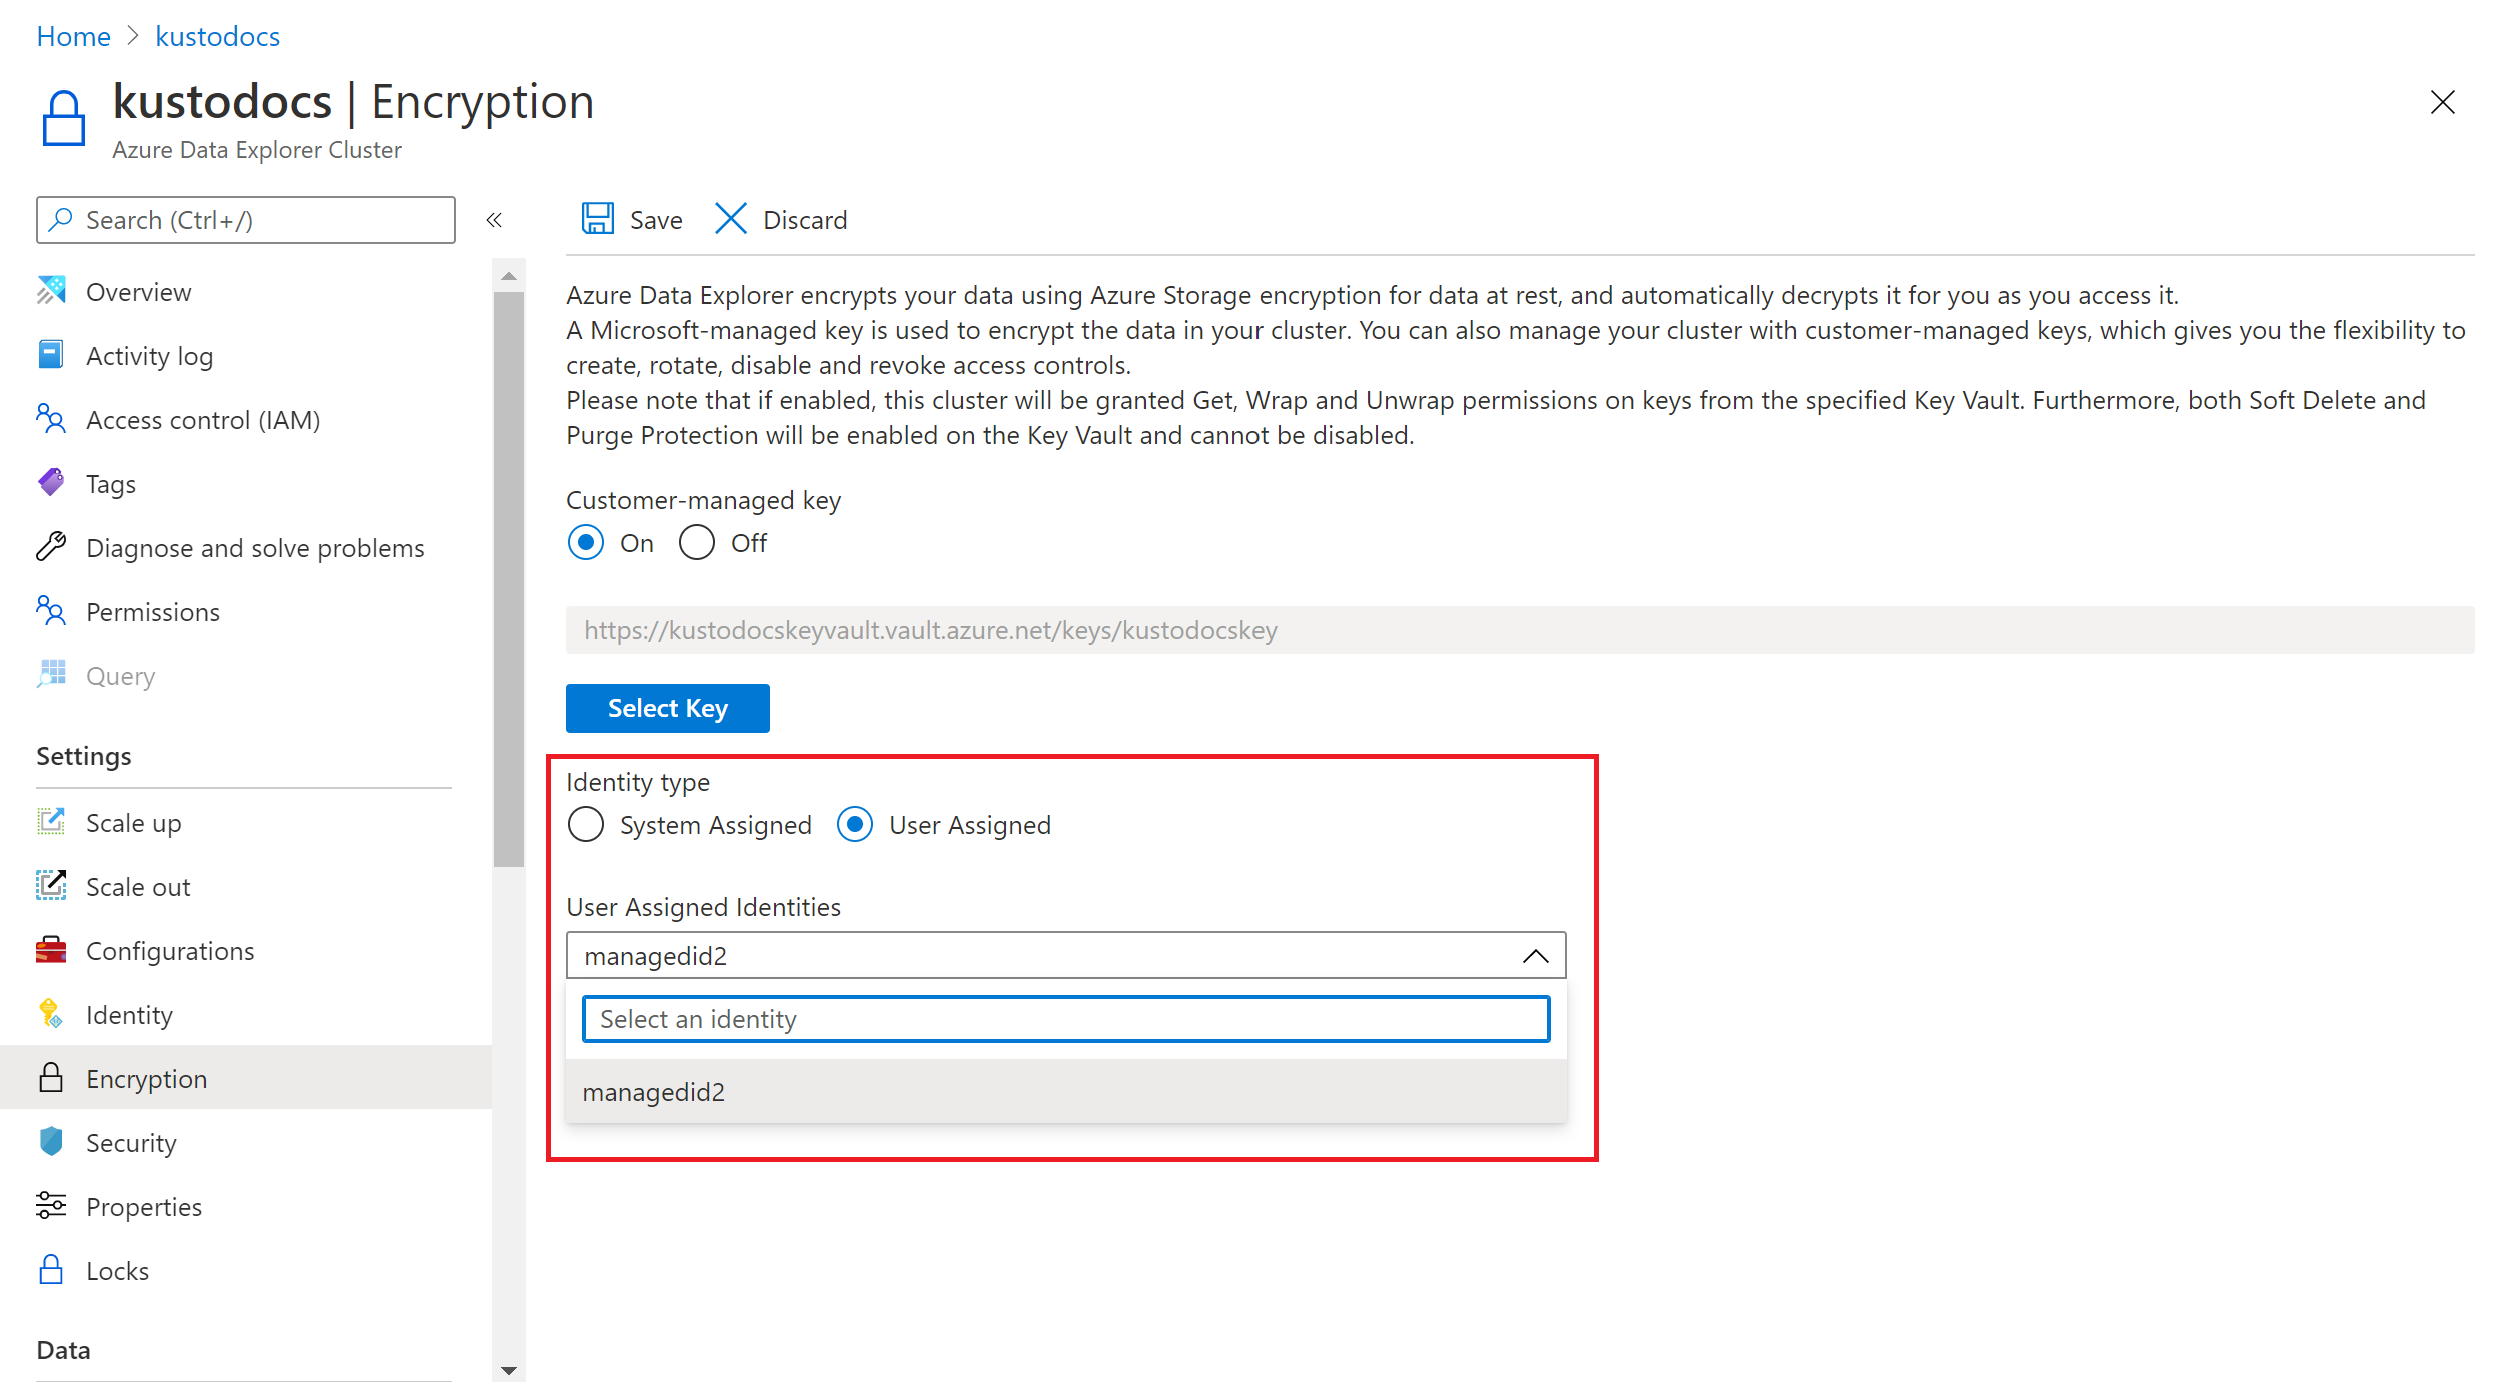 Home > kustodocs
kustodocs | Encryption
Azure Data Explorer Cluster
Search (Ctrl+/)
«
Overview
Activity log
Access control (IAM)
Tags
Diagnose and solve problems
Permissions
Query
Settings
Scale up
Scale out
Configurations
Identity
Encryption
Security
Properties
Locks
Data
Save Discard
Azure Data Explorer encrypts your data using Azure Storage encryption for data at rest, and automatically decrypts it for you as you access it.
A Microsoft-managed key is used to encrypt the data in your cluster. You can also manage your cluster with customer-managed keys, which gives you the flexibility to
create, rotate, disable and revoke access controls.
Please note that if enabled, this cluster will be granted Get, Wrap and Unwrap permissions on keys from the specified Key Vault. Furthermore, both Soft Delete and
Purge Protection will be enabled on the Key Vault and cannot be disabled.
Customer-managed key
On Off
https://kustodocskeyvault.vault.azure.net/keys/kustodocskey
Select Key
Identity type
System Assigned User Assigned
User Assigned Identities
managedid2
Select an identity
managedid2